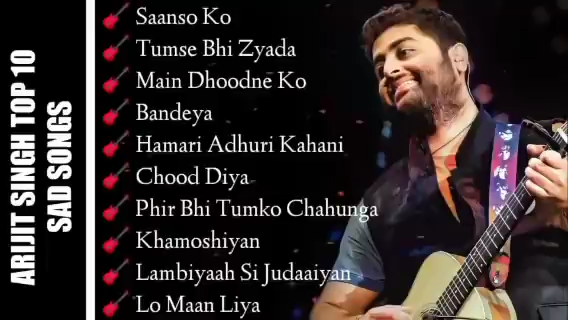 ARIJIT SINGH TOP 10
SAD SONGS
Saanso Ko
Tumse Bhi Zyada
Main Dhoodne Ko
Bandeya
Hamari Adhuri Kahani
Chood Diya
Phir Bhi Tumko Chahunga
Khamoshiyan
Lambiyaah Si Judaaiyan
Lo Maan Liya